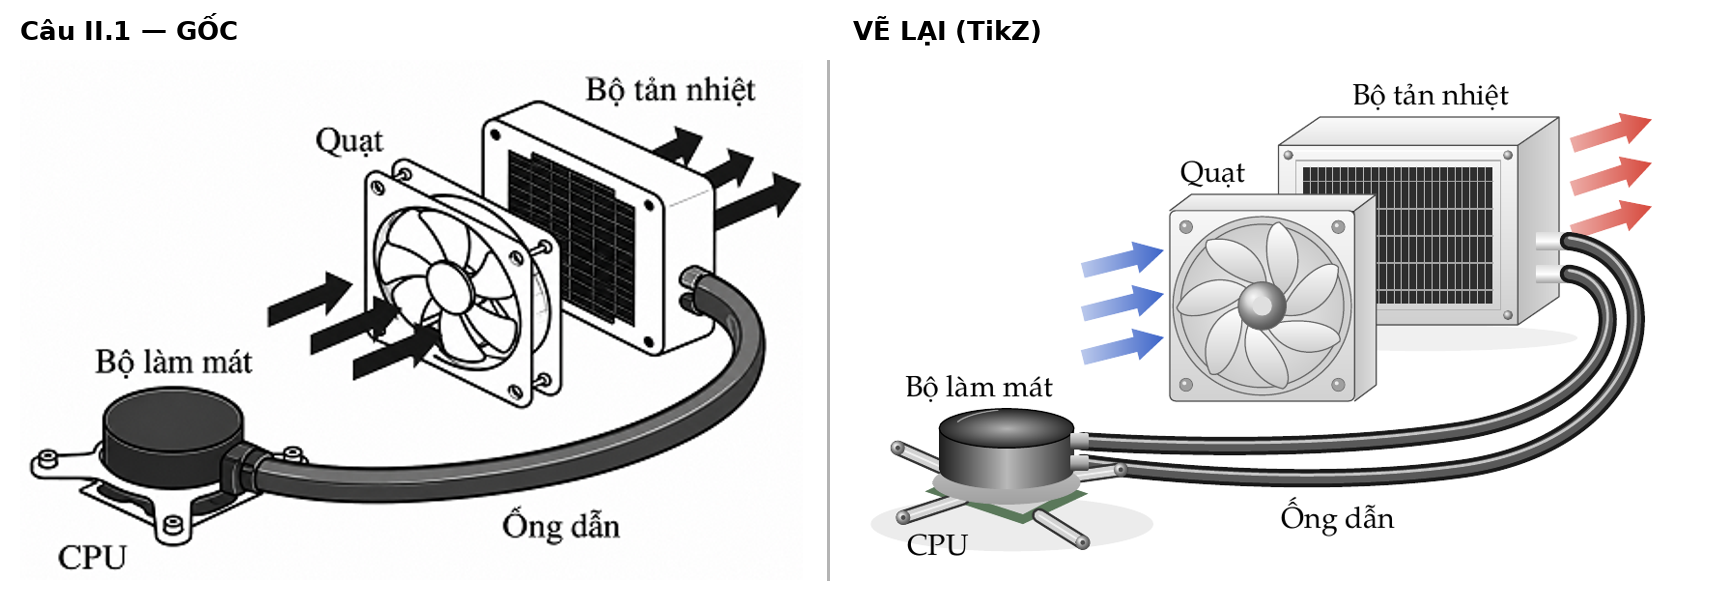 Câu II.1 — GỐC
Bộ tản nhiệt
Quạt
Bộ làm mát
Ống dẫn
CPU
VẼ LẠI (TikZ)
Bộ tản nhiệt
Quạt
Bộ làm mát
Ống dẫn
CPU